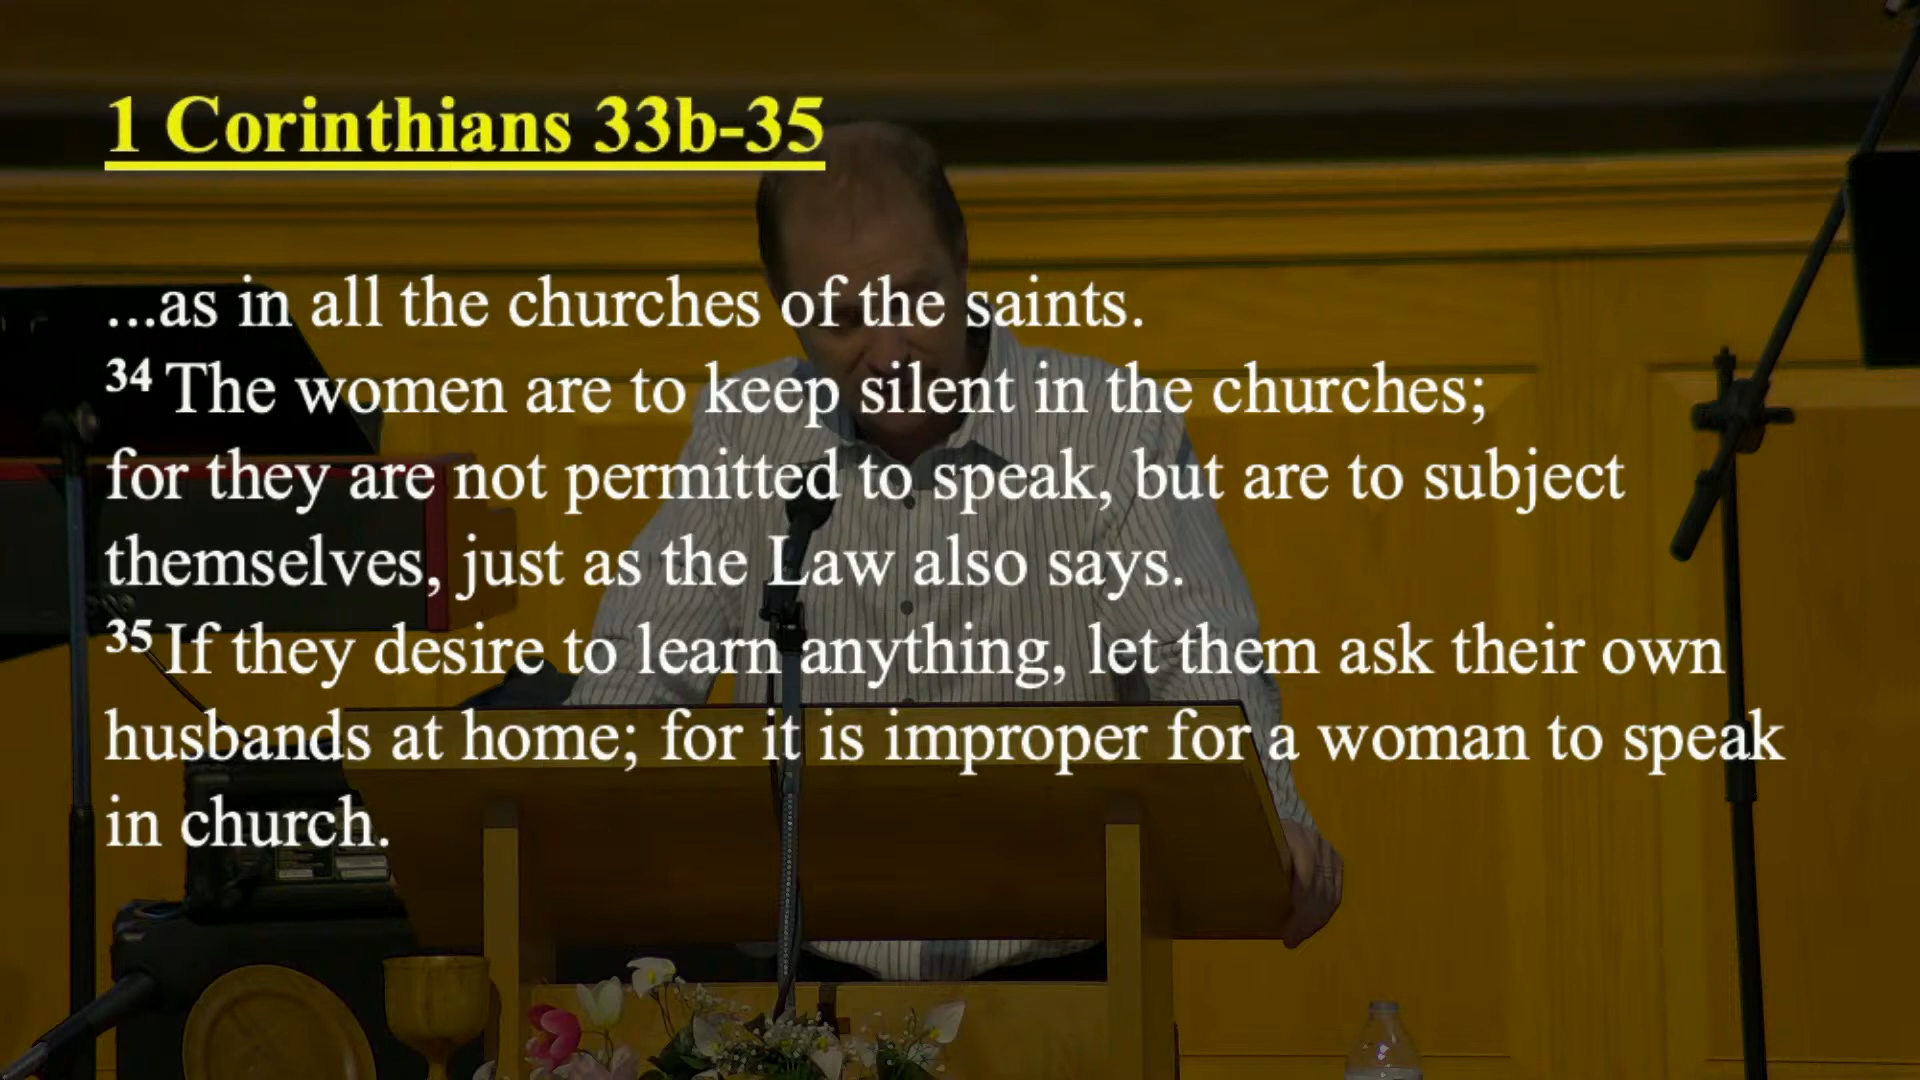 1 Corinthians 33b-35
...as in all the churches of the saints.
34 The women are to keep silent in the churches;
for they are not permitted to speak, but are to subject
themselves, just as the Law also says.
35 If they desire to learn anything, let them ask their own
husbands at home; for it is improper for a woman to speak
in church.